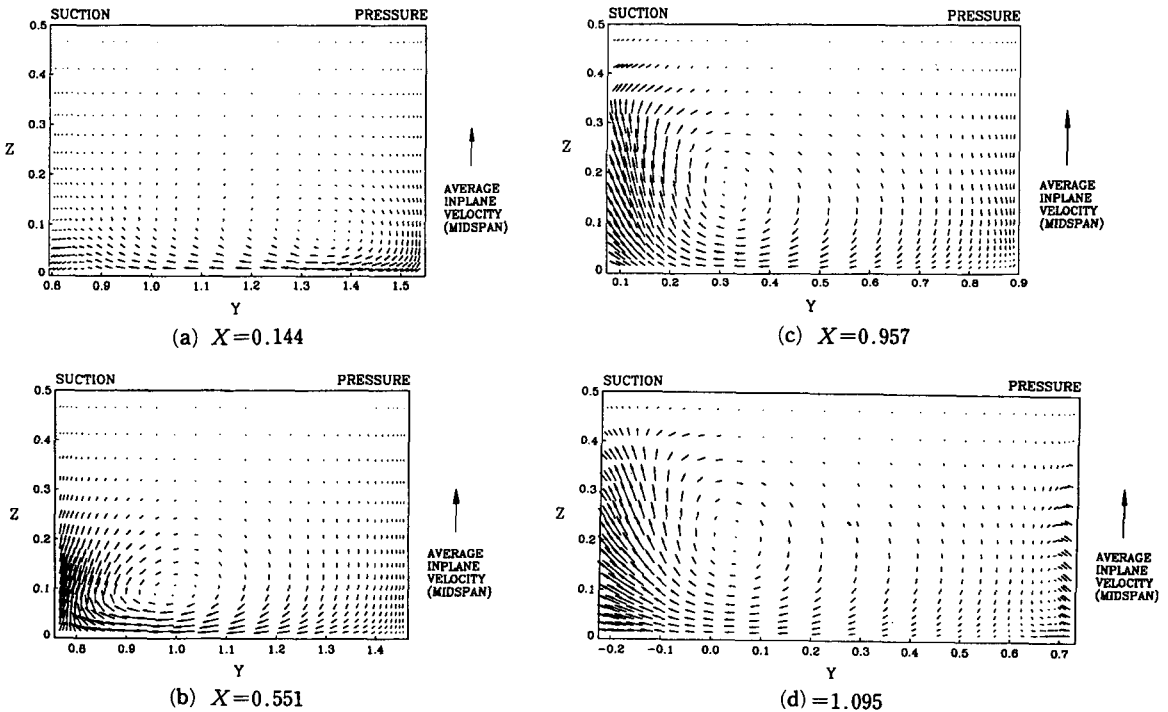 SUCTION PRESSURE
0.5
0.4
0.3
Z
0.2
0.1
0
0.8 0.9 1.0 1.1 1.2 1.3 1.4 1.5
Y
AVERAGE
INPLANE
VELOCITY
(MIDSPAN)
(a) X=0.144
SUCTION PRESSURE
0.5
0.4
0.3
Z
0.2
0.1
0
0.1 0.2 0.3 0.4 0.5 0.6 0.7 0.8 0.9
Y
AVERAGE
INPLANE
VELOCITY
(MIDSPAN)
(c) X=0.957
SUCTION PRESSURE
0.5
0.4
0.3
Z
0.2
0.1
0
0.8 0.9 1.0 1.1 1.2 1.3 1.4
Y
AVERAGE
INPLANE
VELOCITY
(MIDSPAN)
(b) X=0.551
SUCTION PRESSURE
0.5
0.4
0.3
Z
0.2
0.1
0
-0.2 -0.1 0.0 0.1 0.2 0.3 0.4 0.5 0.6 0.7
Y
AVERAGE
INPLANE
VELOCITY
(MIDSPAN)
(d) =1.095